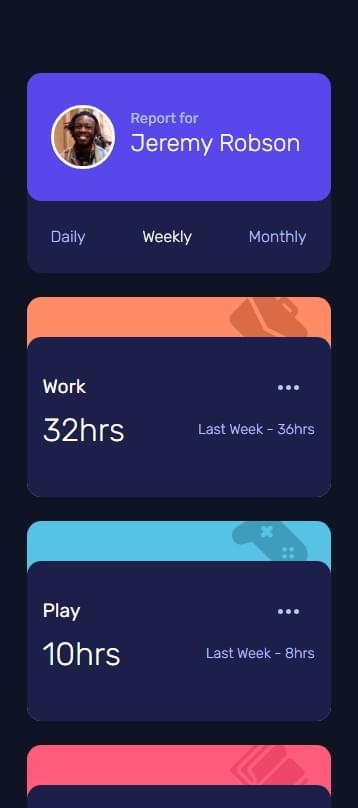 Report for
Jeremy Robson
Daily Weekly Monthly
Work
32hrs Last Week - 36hrs
Play
10hrs Last Week - 8hrs